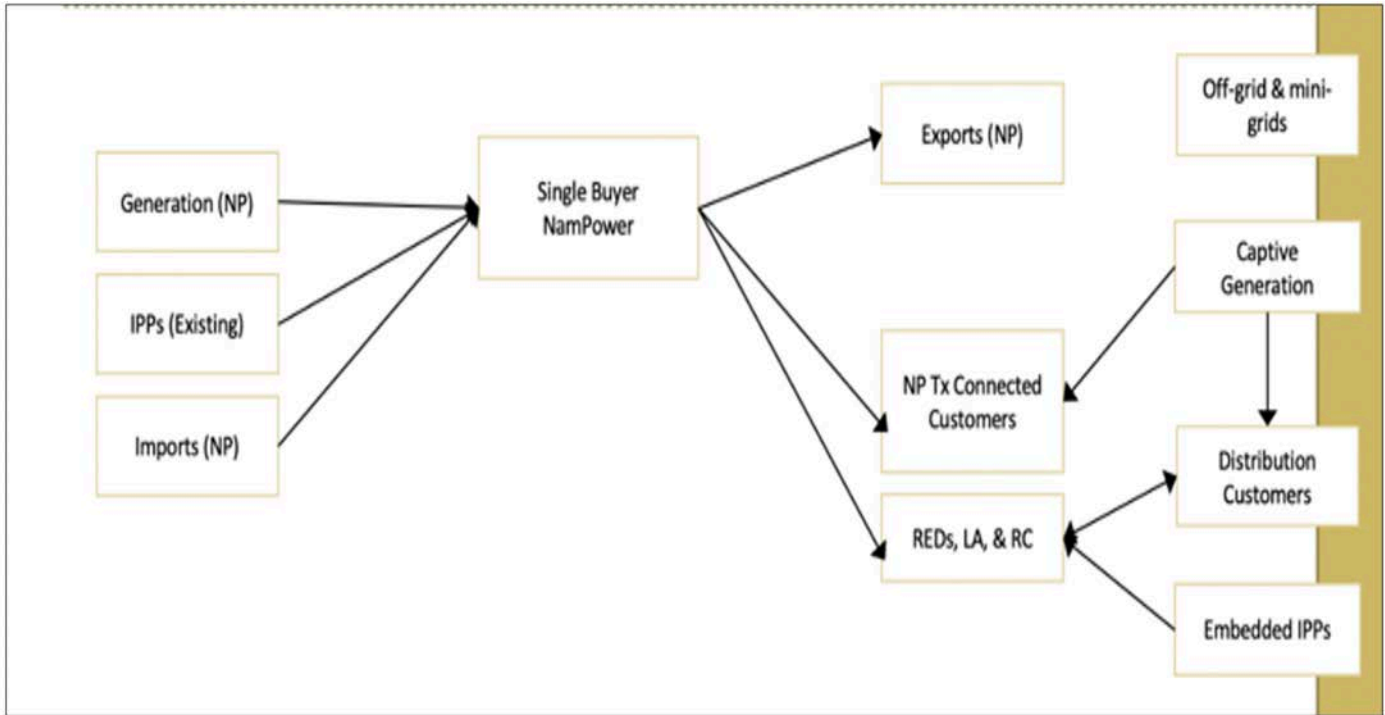 Generation (NP)
IPPs (Existing)
Imports (NP)
Single Buyer
NamPower
Exports (NP)
NP Tx Connected
Customers
REDs, LA, & RC
Off-grid & mini-
grids
Captive
Generation
Distribution
Customers
Embedded IPPs